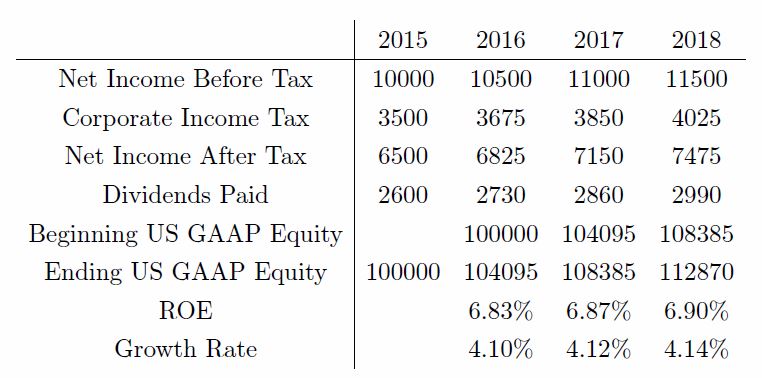 2015 2016 2017 2018
Net Income Before Tax 10000 10500 11000 11500
Corporate Income Tax 3500 3675 3850 4025
Net Income After Tax 6500 6825 7150 7475
Dividends Paid 2600 2730 2860 2990
Beginning US GAAP Equity 100000 104095 108385
Ending US GAAP Equity 100000 104095 108385 112870
ROE 6.83% 6.87% 6.90%
Growth Rate 4.10% 4.12% 4.14%